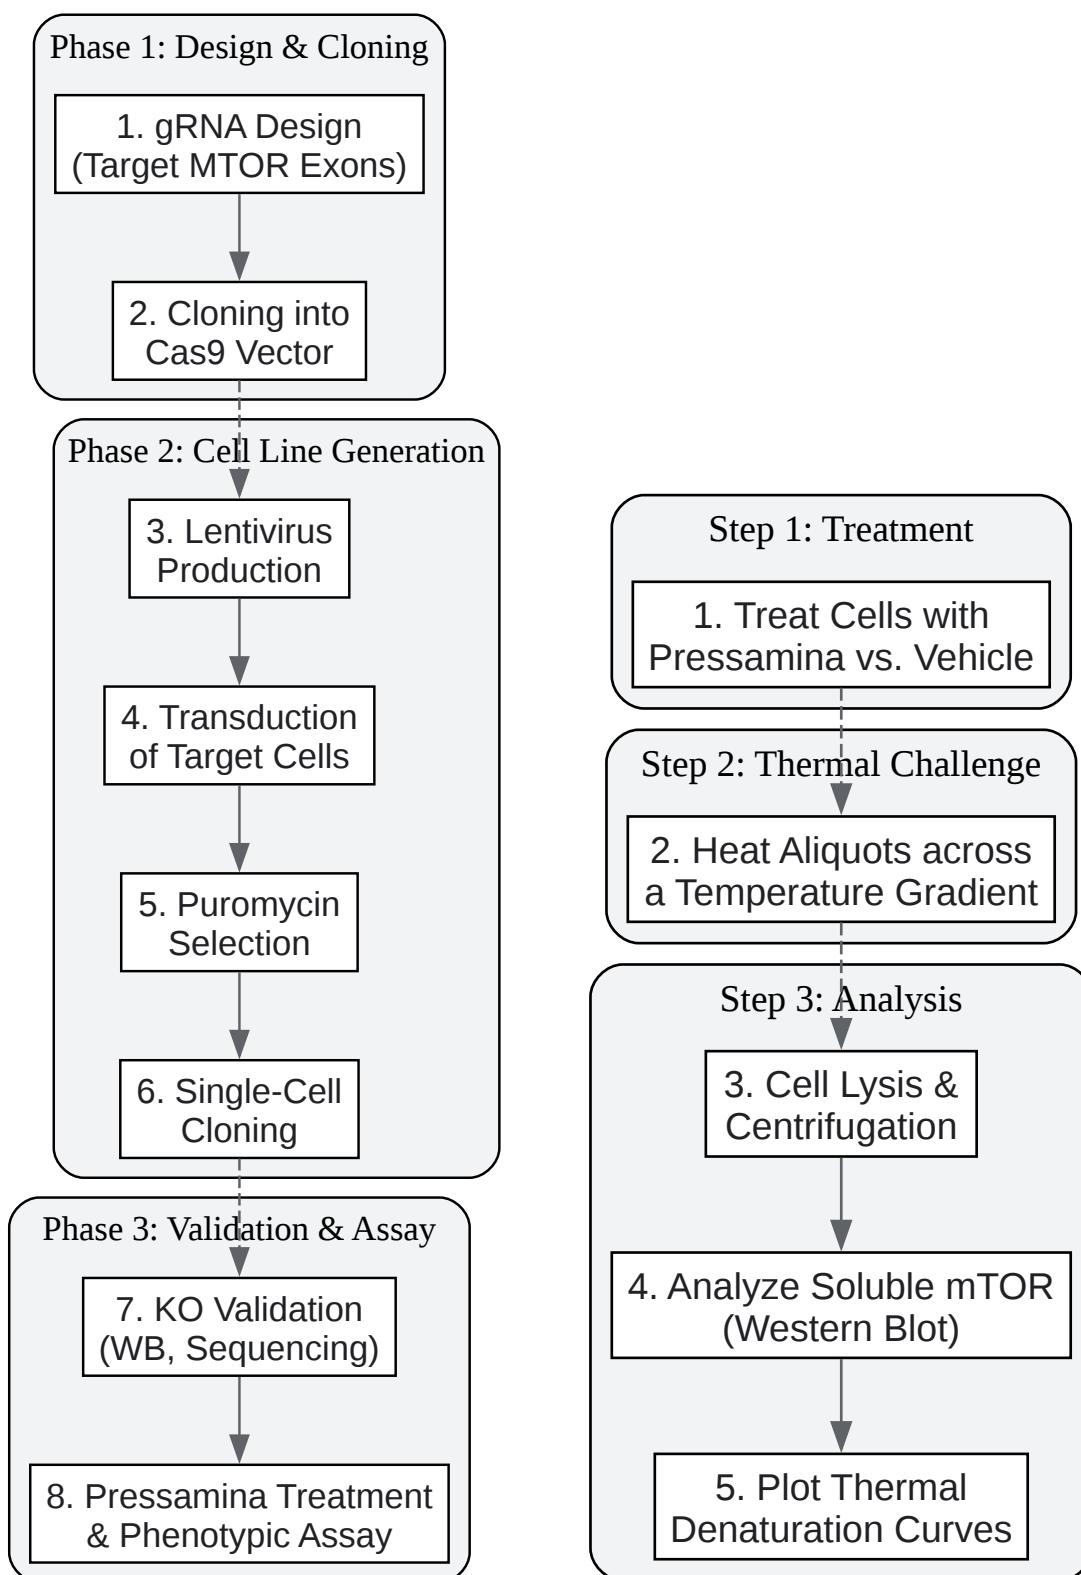 Phase 1: Design & Cloning
1. gRNA Design
(Target MTOR Exons)
2. Cloning into
Cas9 Vector
Phase 2: Cell Line Generation
3. Lentivirus
Production
4. Transduction
of Target Cells
5. Puromycin
Selection
6. Single-Cell
Cloning
Phase 3: Validation & Assay
7. KO Validation
(WB, Sequencing)
8. Pressamina Treatment
& Phenotypic Assay
Step 1: Treatment
1. Treat Cells with
Pressamina vs. Vehicle
Step 2: Thermal Challenge
2. Heat Aliquots across
a Temperature Gradient
Step 3: Analysis
3. Cell Lysis &
Centrifugation
4. Analyze Soluble mTOR
(Western Blot)
5. Plot Thermal
Denaturation Curves